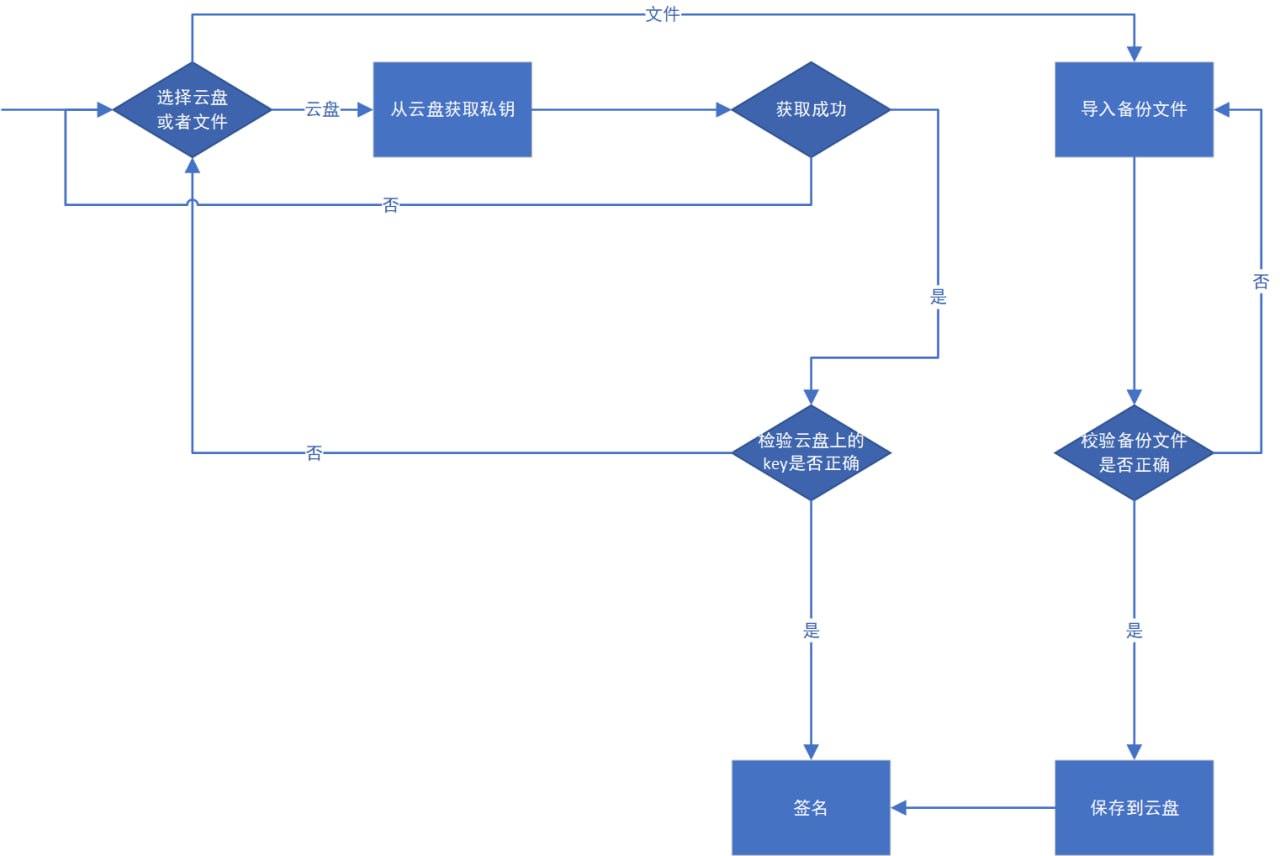 文件
选择云盘
或者文件
云盘
从云盘获取私钥
获取成功
导入备份文件
否
否
是
检验云盘上的
key是否正确
校验备份文件
是否正确
否
是
是
签名
保存到云盘